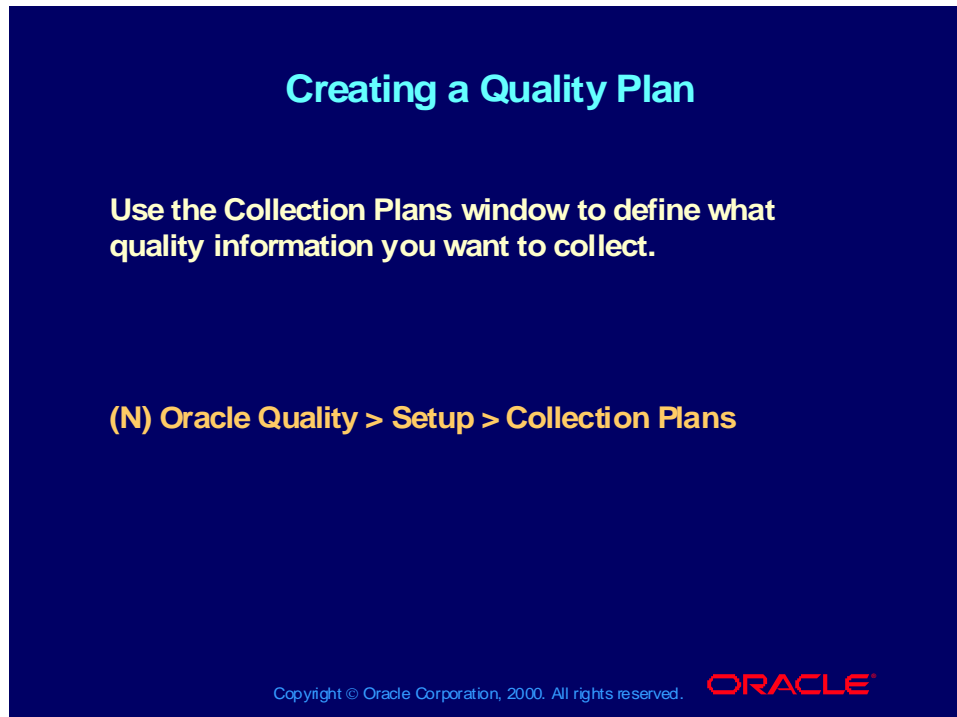 Creating a Quality Plan
Use the Collection Plans window to define what
quality information you want to collect.
(N) Oracle Quality > Setup > Collection Plans
Copyright © Oracle Corporation, 2000. All rights reserved.
ORACLE®